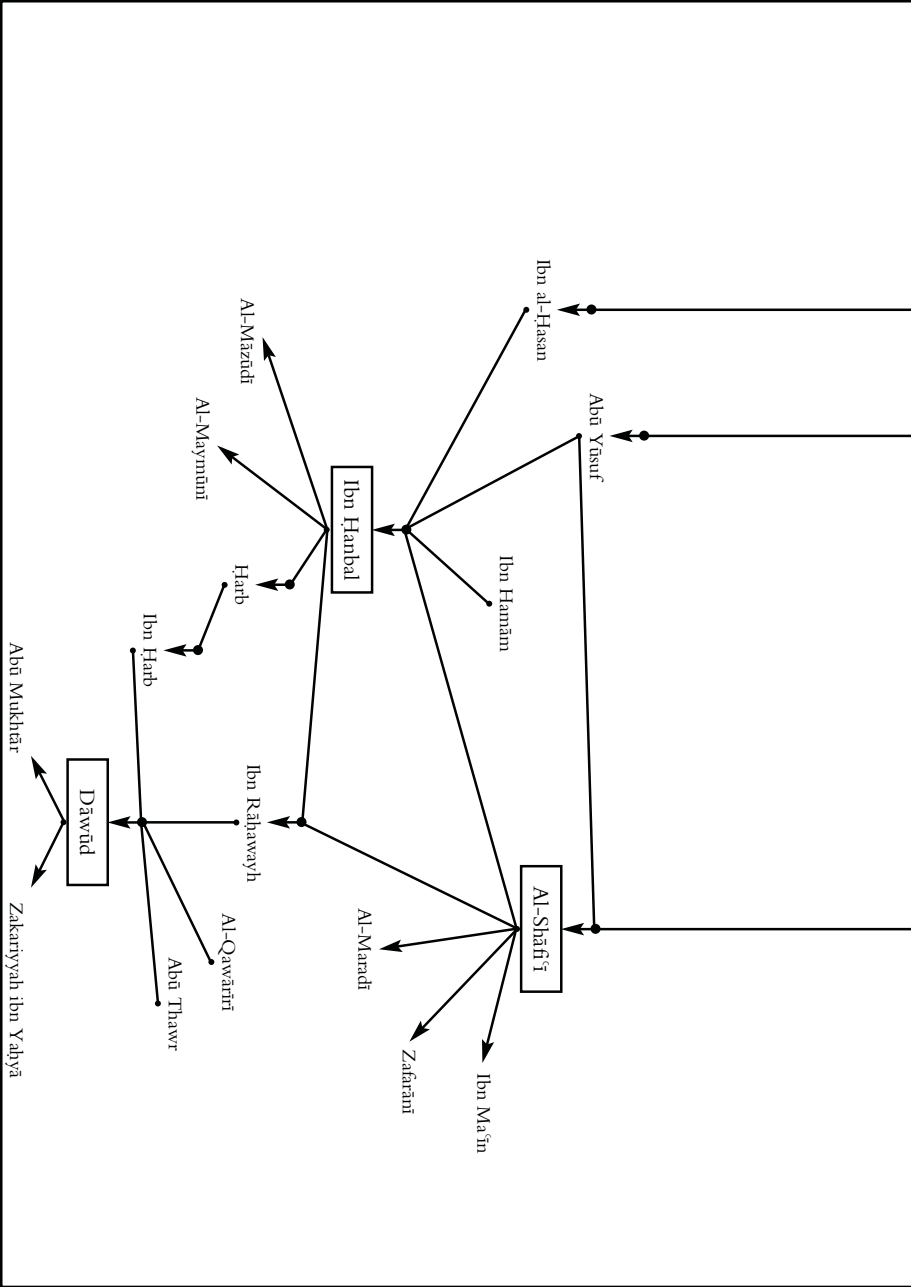 Ibn al-Ḥasan
Abū Yūsuf
Al-Shāfiʿī
Ibn Hamām
Ibn Maʿīn
Zafarānī
Al-Maradī
Ibn Ḥanbal
Al-Māzūdī
Al-Maymūnī
Ḥarb
Ibn Rāḥawayh
Al-Qawārīrī
Abū Thawr
Ibn Ḥarb
Dāwūd
Abū Mukhtār
Zakariyyah ibn Yaḥyā